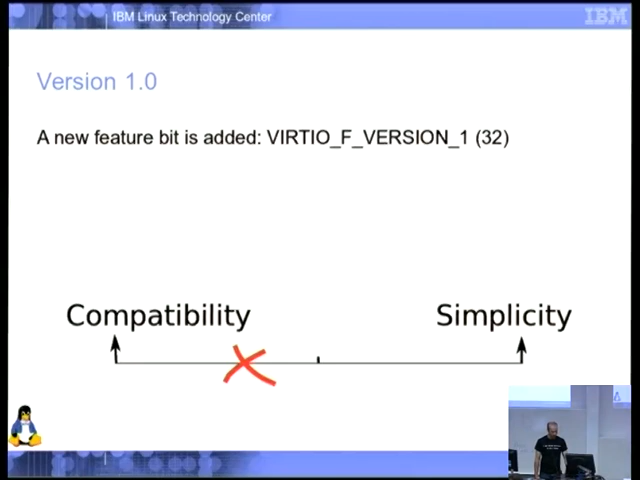 IBM Linux Technology Center
IBM
Version 1.0
A new feature bit is added: VIRTIO_F_VERSION_1 (32)
Compatibility
Simplicity